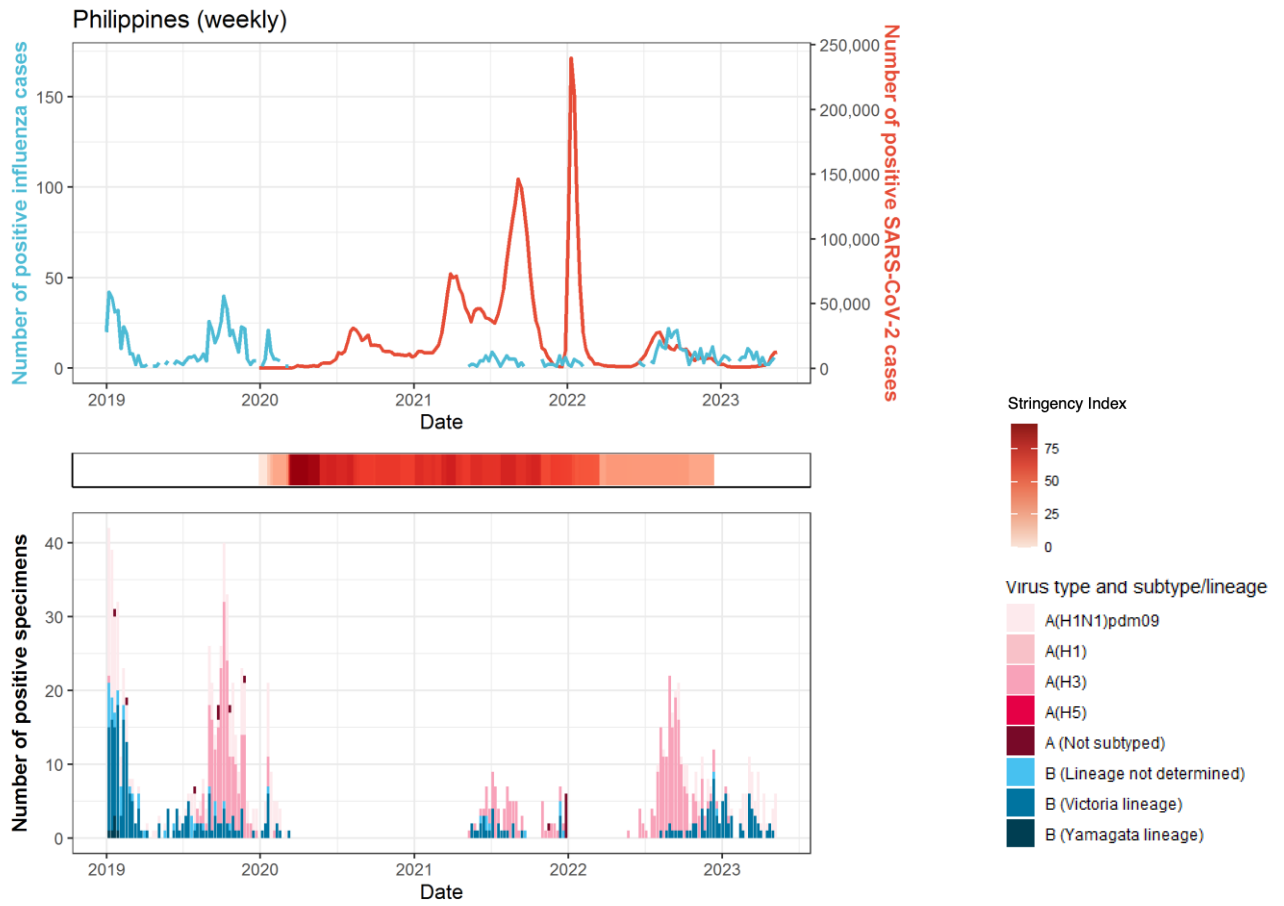 Philippines (weekly)
Number of positive influenza cases
150
100
50
0
250,000
200,000
150,000
100,000
50,000
0
Number of positive SARS-CoV-2 cases
2019 2020 2021 2022 2023
Date
Stringency Index
75
50
25
0
Number of positive specimens
40
30
20
10
0
2019 2020 2021 2022 2023
Date
Virus type and subtype/lineage
A(H1N1)pdm09
A(H1)
A(H3)
A(H5)
A (Not subtyped)
B (Lineage not determined)
B (Victoria lineage)
B (Yamagata lineage)